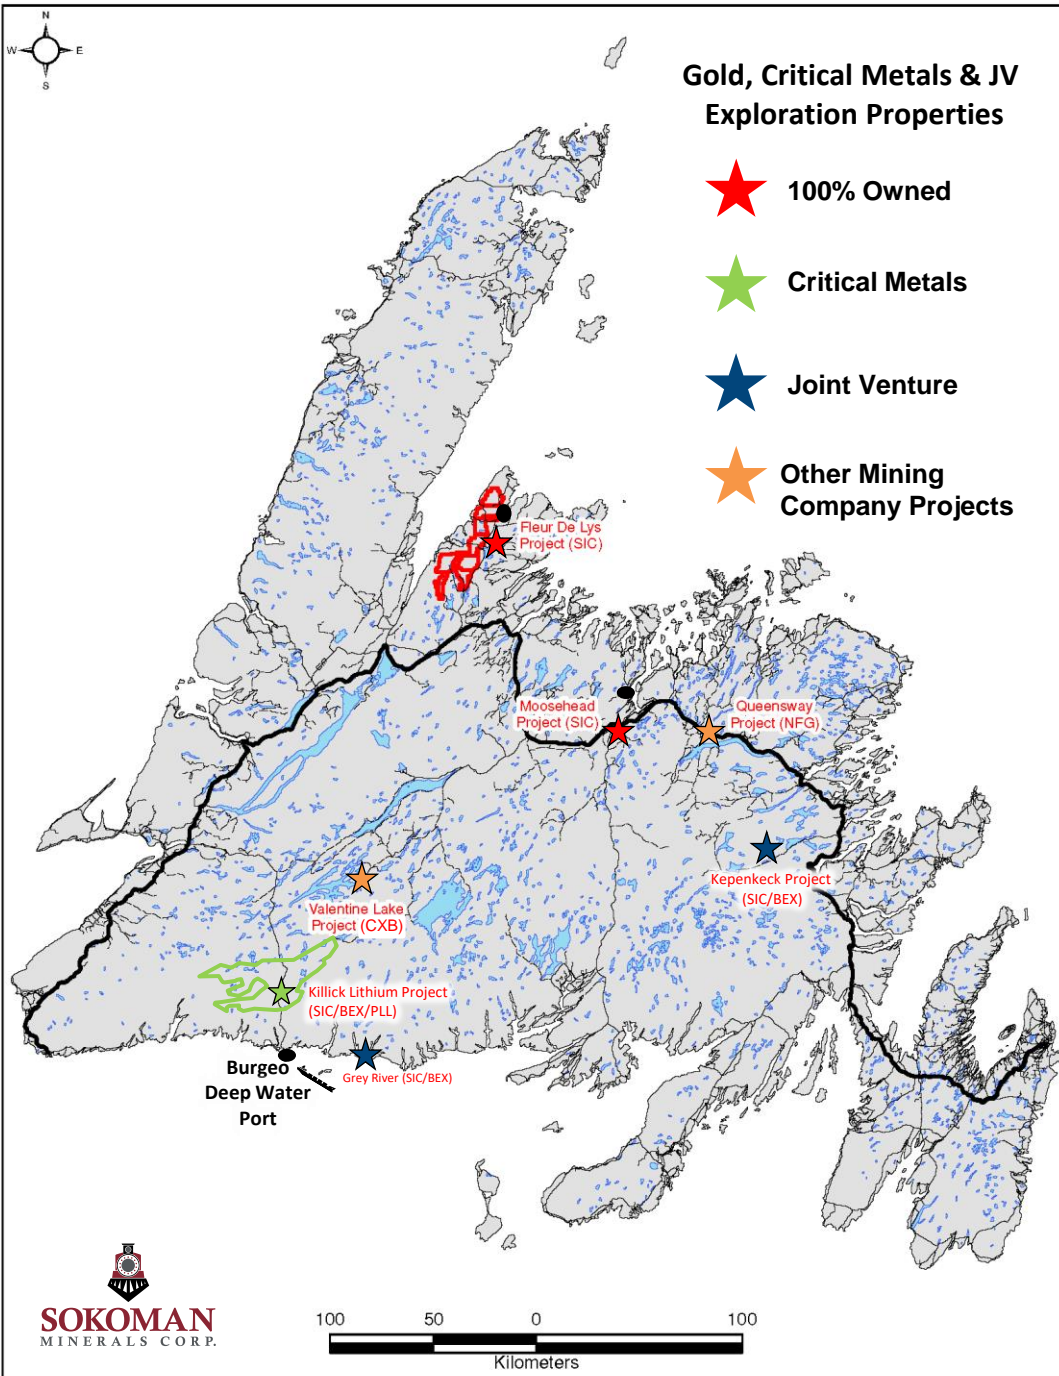 N
W E
S
Gold, Critical Metals & JV
Exploration Properties
100% Owned
Critical Metals
Joint Venture
Other Mining
Company Projects
Fleur De Lys
Project (SIC)
Moosehead
Project (SIC)
Queensway
Project (NFG)
Kepenkeck Project
(SIC/BEX)
Valentine Lake
Project (CXB)
Killick Lithium Project
(SIC/BEX/PLL)
Burgeo
Deep Water
Port
Grey River (SIC/BEX)
SOKOMAN
MINERALS CORP.
100 50 0 100
Kilometers